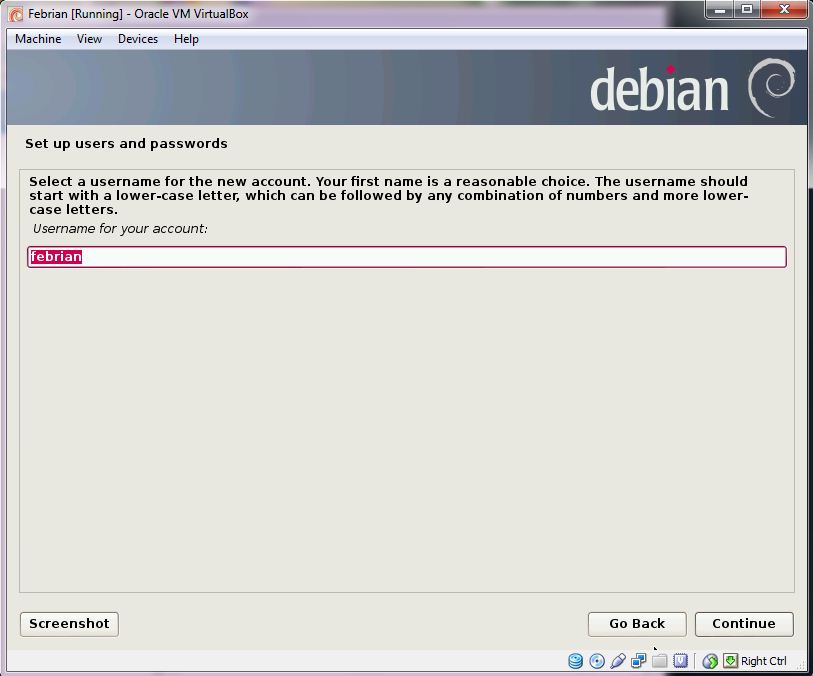 Febrian [Running] - Oracle VM VirtualBox
Machine View Devices Help
debian
Set up users and passwords
Select a username for the new account. Your first name is a reasonable choice. The username should
start with a lower-case letter, which can be followed by any combination of numbers and more lower-
case letters.
Username for your account:
febrian
Screenshot
Go Back
Continue
Right Ctrl